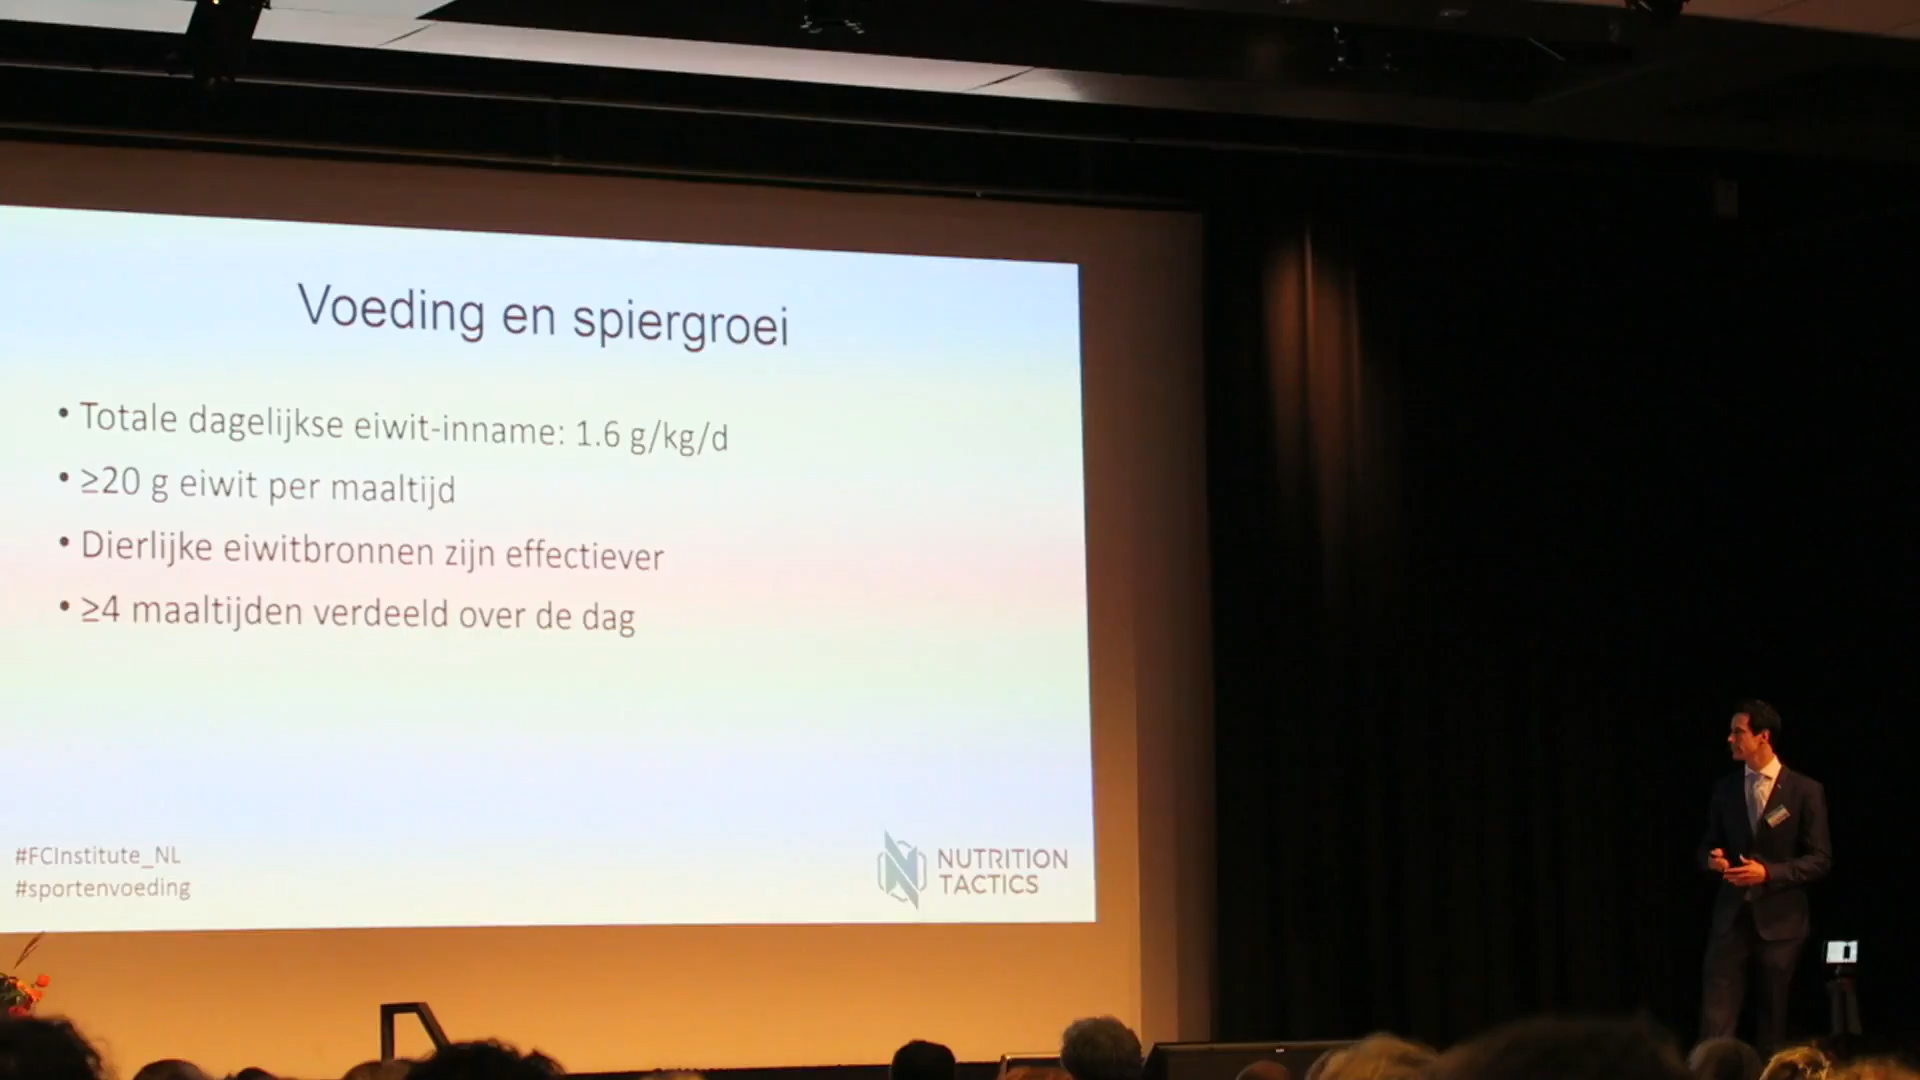 Voeding en spiergroei
• Totale dagelijkse eiwit-inname: 1.6 g/kg/d
• ≥20 g eiwit per maaltijd
• Dierlijke eiwitbronnen zijn effectiever
• ≥4 maaltijden verdeeld over de dag
#FCInstitute_NL
#sportenvoeding
NUTRITION
TACTICS